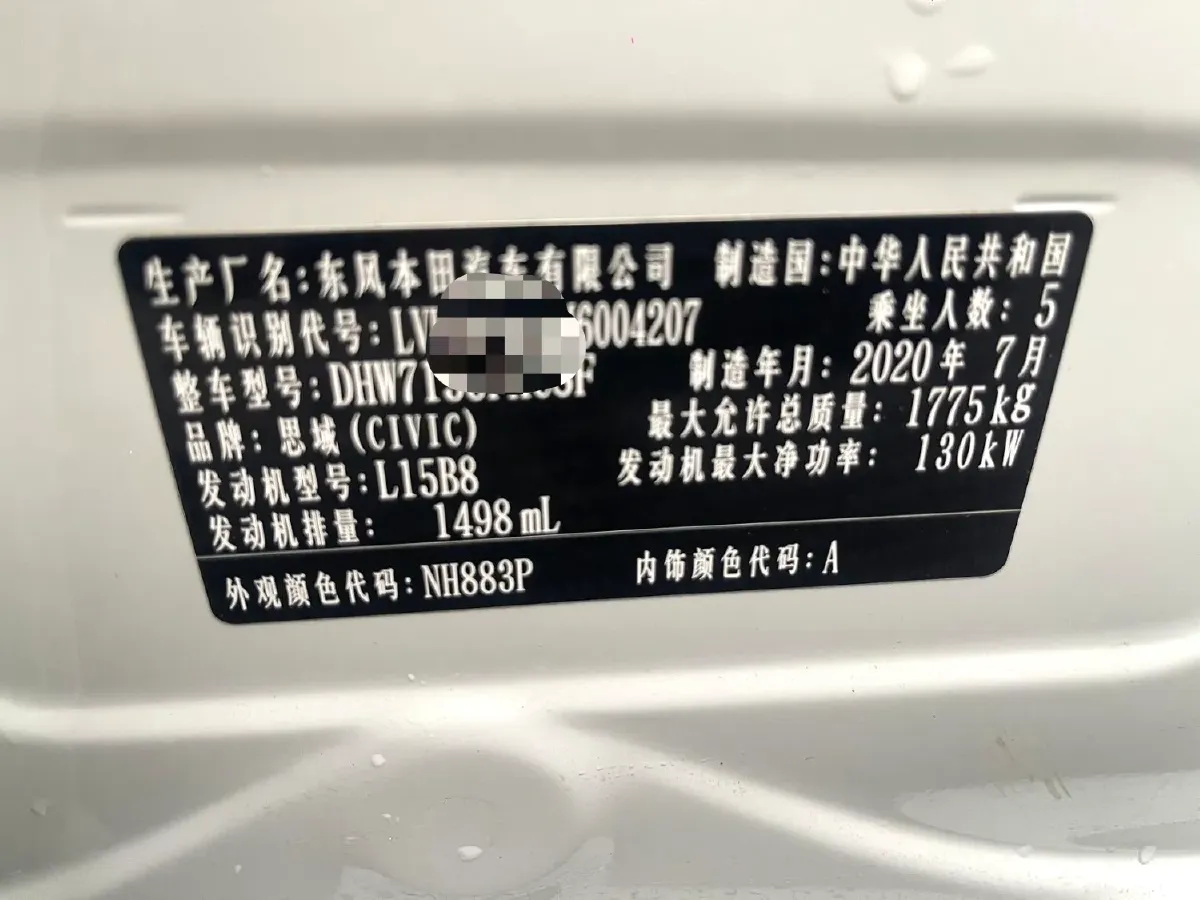 生产厂名:东风本田汽车有限公司 制造国:中华人民共和国
车辆识别代号:LV 6004207 乘坐人数: 5
整车型号:DHW71 F 制造年月: 2020年 7月
品牌: 思域(CIVIC) 最大允许总质量: 1775kg
发动机型号:L15B8 发动机最大净功率: 130kW
发动机排量: 1498mL
外观颜色代码:NH883P 内饰颜色代码:A